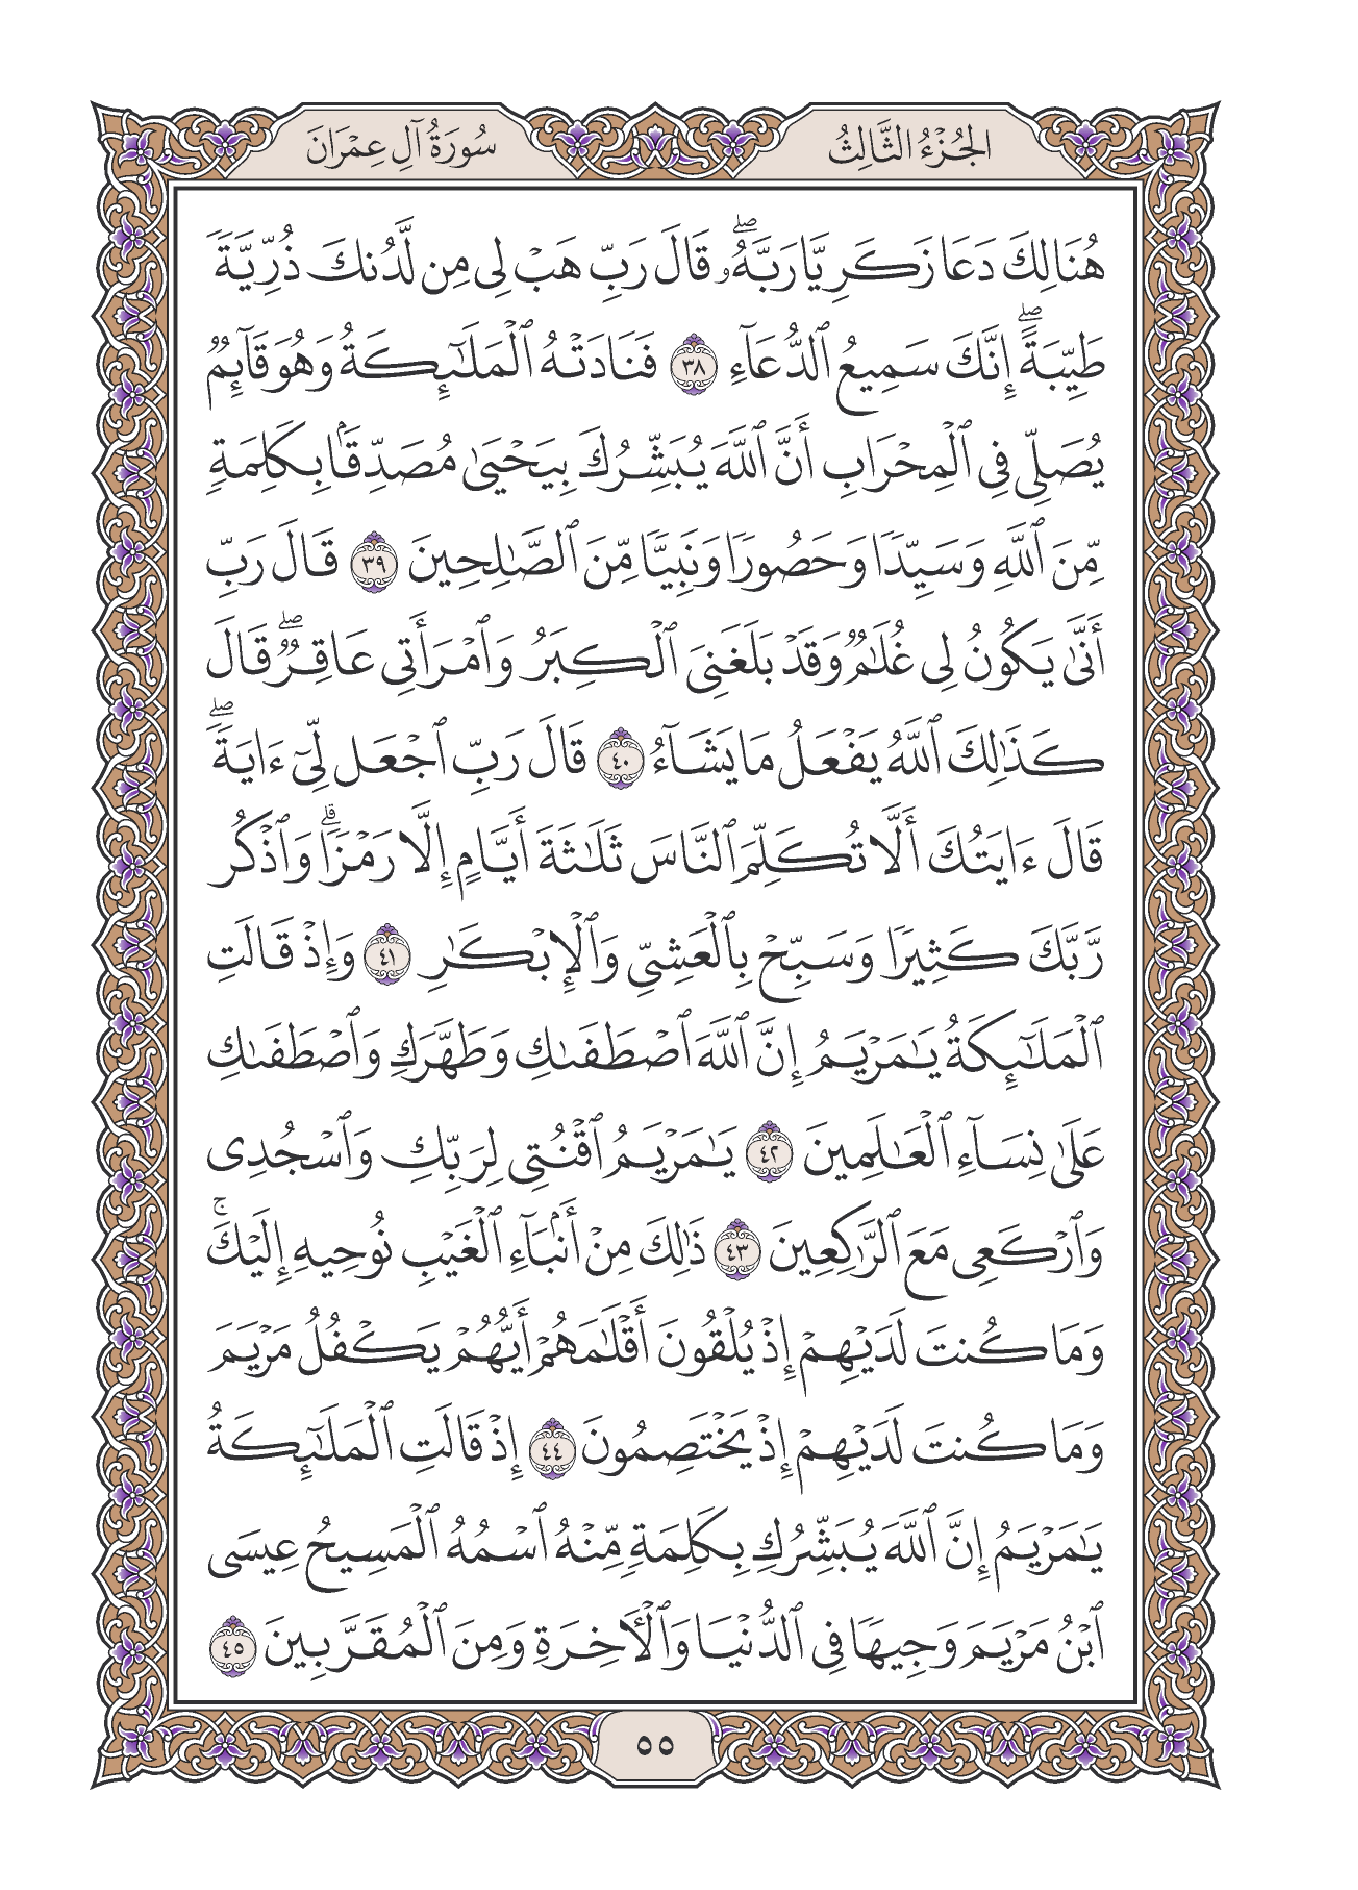 الجُزْءُ الثَّالِثُ
سُورَةُ آلِ عِمْرَانَ
هُنَالِكَ دَعَا زَكَرِيَّا رَبَّهُۥۖ قَالَ رَبِّ هَبْ لِى مِن لَّدُنكَ ذُرِّيَّةً
طَيِّبَةًۖ إِنَّكَ سَمِيعُ ٱلدُّعَآءِ ٣٨ فَنَادَتْهُ ٱلْمَلَـٰٓئِكَةُ وَهُوَ قَآئِمٌ
يُصَلِّى فِى ٱلْمِحْرَابِ أَنَّ ٱللَّهَ يُبَشِّرُكَ بِيَحْيَىٰ مُصَدِّقًۢا بِكَلِمَةٍ
مِّنَ ٱللَّهِ وَسَيِّدًا وَحَصُورًا وَنَبِيًّا مِّنَ ٱلصَّـٰلِحِينَ ٣٩ قَالَ رَبِّ
أَنَّىٰ يَكُونُ لِى غُلَـٰمٌ وَقَدْ بَلَغَنِىَ ٱلْكِبَرُ وَٱمْرَأَتِى عَاقِرٌۖ قَالَ
كَذَٰلِكَ ٱللَّهُ يَفْعَلُ مَا يَشَآءُ ٤٠ قَالَ رَبِّ ٱجْعَل لِّىٓ ءَايَةًۖ
قَالَ ءَايَتُكَ أَلَّا تُكَلِّمَ ٱلنَّاسَ ثَلَـٰثَةَ أَيَّامٍ إِلَّا رَمْزًاۗ وَٱذْكُر
رَّبَّكَ كَثِيرًا وَسَبِّحْ بِٱلْعَشِىِّ وَٱلْإِبْكَـٰرِ ٤١ وَإِذْ قَالَتِ
ٱلْمَلَـٰٓئِكَةُ يَـٰمَرْيَمُ إِنَّ ٱللَّهَ ٱصْطَفَىٰكِ وَطَهَّرَكِ وَٱصْطَفَىٰكِ
عَلَىٰ نِسَآءِ ٱلْعَـٰلَمِينَ ٤٢ يَـٰمَرْيَمُ ٱقْنُتِى لِرَبِّكِ وَٱسْجُدِى
وَٱرْكَعِى مَعَ ٱلرَّٰكِعِينَ ٤٣ ذَٰلِكَ مِنْ أَنۢبَآءِ ٱلْغَيْبِ نُوحِيهِ إِلَيْكَۚ
وَمَا كُنتَ لَدَيْهِمْ إِذْ يُلْقُونَ أَقْلَـٰمَهُمْ أَيُّهُمْ يَكْفُلُ مَرْيَمَ
وَمَا كُنتَ لَدَيْهِمْ إِذْ يَخْتَصِمُونَ ٤٤ إِذْ قَالَتِ ٱلْمَلَـٰٓئِكَةُ
يَـٰمَرْيَمُ إِنَّ ٱللَّهَ يُبَشِّرُكِ بِكَلِمَةٍ مِّنْهُ ٱسْمُهُ ٱلْمَسِيحُ عِيسَى
ٱبْنُ مَرْيَمَ وَجِيهًا فِى ٱلدُّنْيَا وَٱلْـَٔاخِرَةِ وَمِنَ ٱلْمُقَرَّبِينَ ٤٥
٥٥